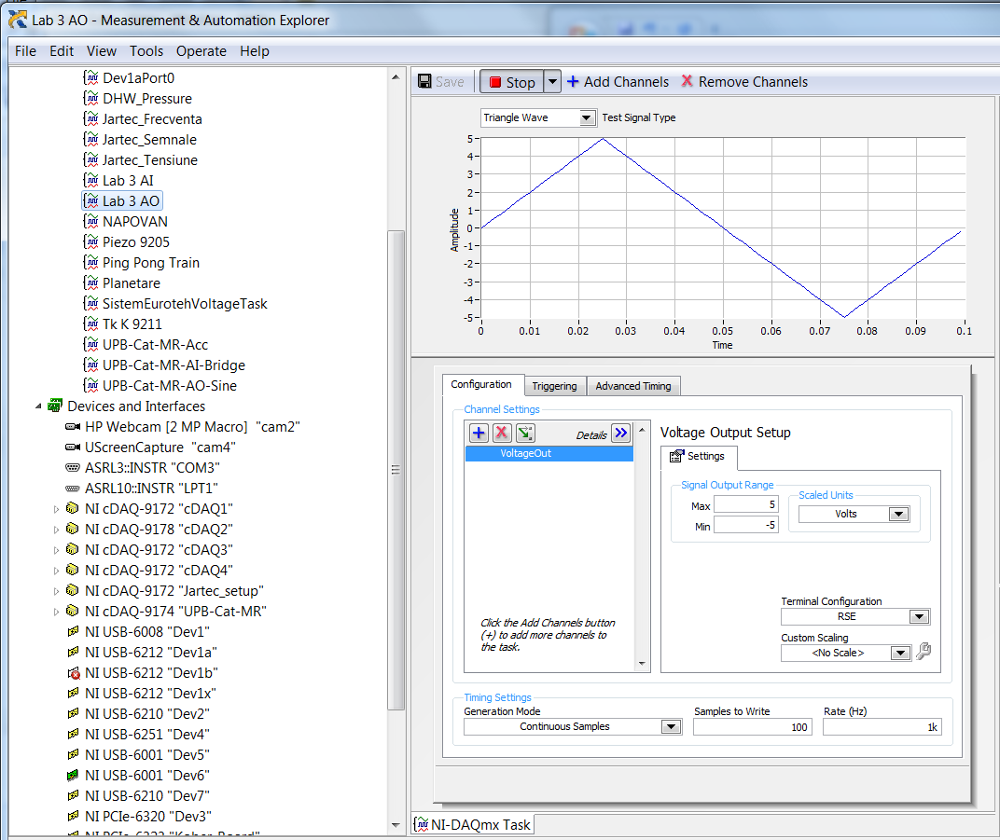 Lab 3 AO - Measurement & Automation Explorer
File Edit View Tools Operate Help
Dev1aPort0
DHW_Pressure
Jartec_Frecventa
Jartec_Semnale
Jartec_Tensiune
Lab 3 AI
Lab 3 AO
NAPOVAN
Piezo 9205
Ping Pong Train
Planetare
SistemEurotehVoltageTask
Tk K 9211
UPB-Cat-MR-Acc
UPB-Cat-MR-AI-Bridge
UPB-Cat-MR-AO-Sine
Devices and Interfaces
HP Webcam [2 MP Macro] "cam2"
UScreenCapture "cam4"
ASRL3::INSTR "COM3"
ASRL10::INSTR "LPT1"
NI cDAQ-9172 "cDAQ1"
NI cDAQ-9178 "cDAQ2"
NI cDAQ-9172 "cDAQ3"
NI cDAQ-9172 "cDAQ4"
NI cDAQ-9172 "Jartec_setup"
NI cDAQ-9174 "UPB-Cat-MR"
NI USB-6008 "Dev1"
NI USB-6212 "Dev1a"
NI USB-6212 "Dev1b"
NI USB-6212 "Dev1x"
NI USB-6210 "Dev2"
NI USB-6251 "Dev4"
NI USB-6001 "Dev5"
NI USB-6001 "Dev6"
NI USB-6210 "Dev7"
NI PCIe-6320 "Dev3"
Save Stop + Add Channels Remove Channels
Triangle Wave Test Signal Type
5
4
3
2
1
0
-1
-2
-3
-4
-5
Amplitude
0 0.01 0.02 0.03 0.04 0.05 0.06 0.07 0.08 0.09 0.1
Time
Configuration Triggering Advanced Timing
Channel Settings
Details
VoltageOut
Click the Add Channels button
(+) to add more channels to
the task.
Voltage Output Setup
Settings
Signal Output Range
Max 5
Min -5
Scaled Units
Volts
Terminal Configuration
RSE
Custom Scaling
<No Scale>
Timing Settings
Generation Mode Samples to Write Rate (Hz)
Continuous Samples 100 1k
NI-DAQmx Task